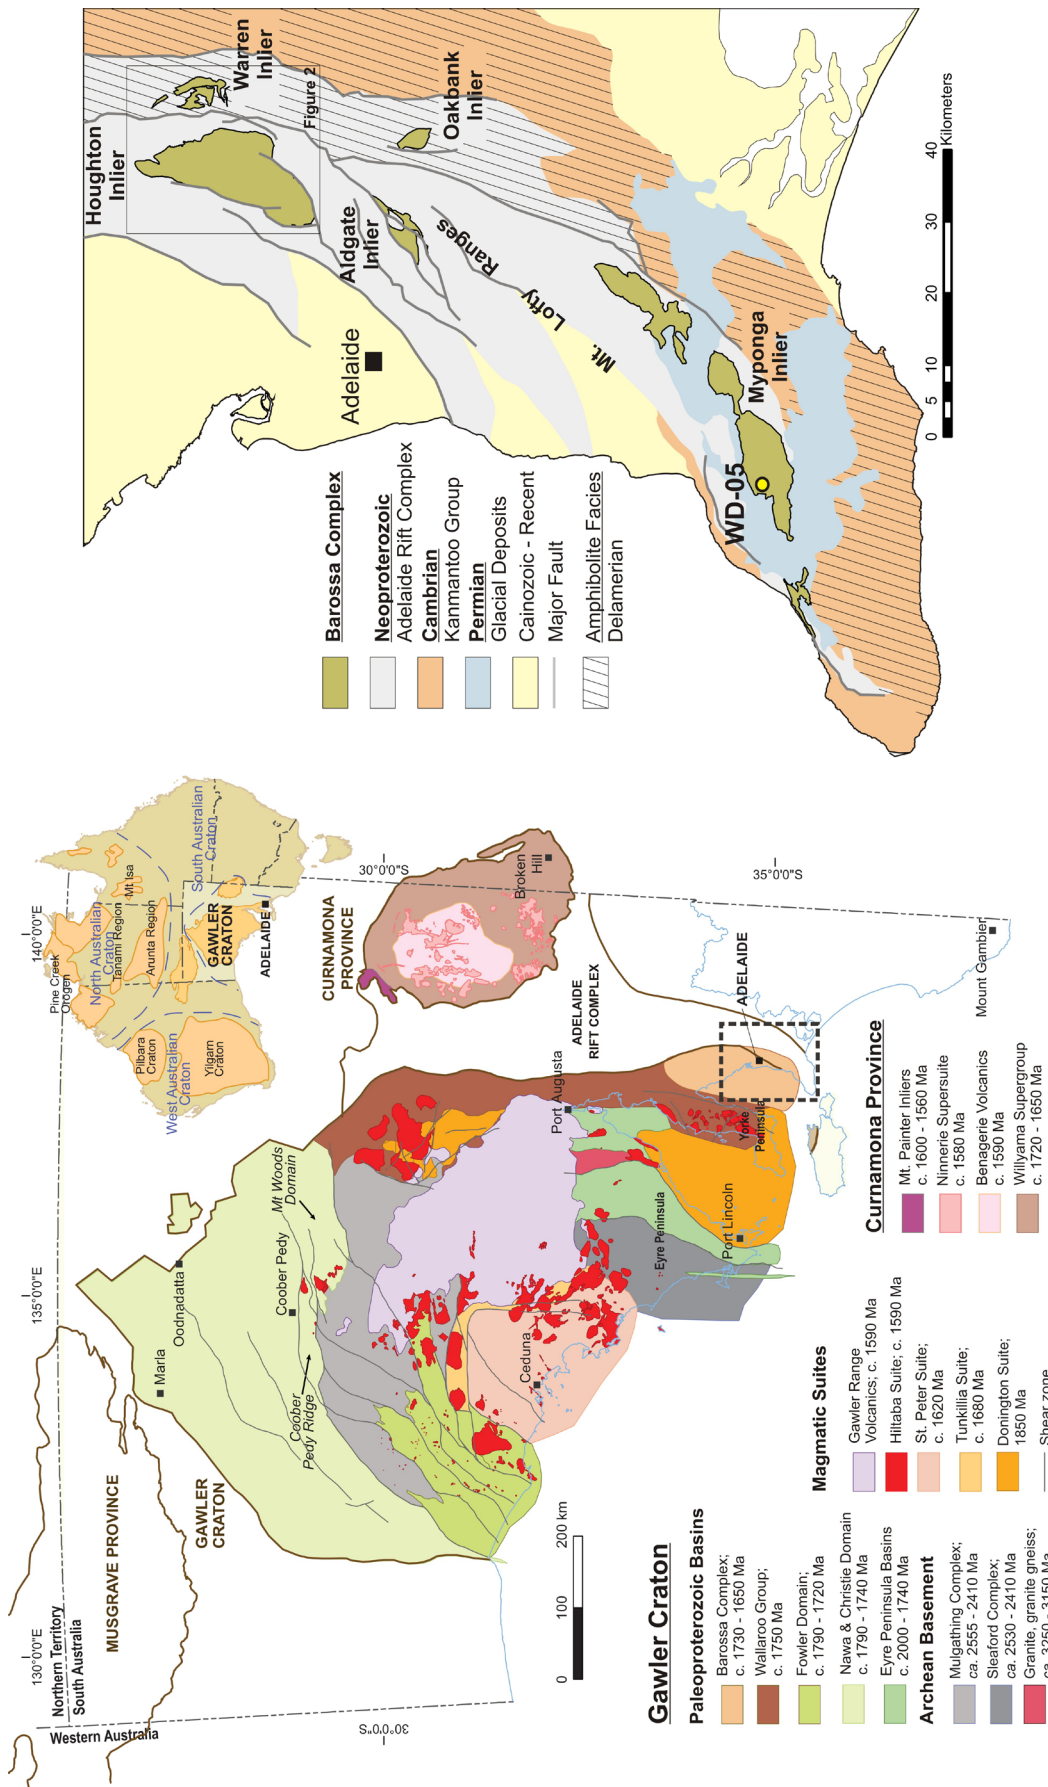 130°0'0"E
135°0'0"E
140°0'0"E
Northern Territory
South Australia
Western Australia
MUSGRAVE PROVINCE
GAWLER
CRATON
Marla
Oodnadatta
Coober Pedy
Coober
Pedy Ridge
Mt Woods
Domain
30°0'0"S
30°0'0"S
Ceduna
Eyre Peninsula
Port Lincoln
Port Augusta
Yorke
Peninsula
ADELAIDE
RIFT COMPLEX
ADELAIDE
CURNAMONA
PROVINCE
Broken
Hill
35°0'0"S
Mount Gambier
0
100
200 km
Pine Creek
Orogen
North Australian
Craton
Tanami Region
Mt Isa
Arunta Region
Pilbara
Craton
West Australian
Craton
Yilgarn
Craton
South Australian
Craton
GAWLER
CRATON
ADELAIDE
Gawler Craton
Paleoproterozoic Basins
Barossa Complex;
c. 1730 - 1650 Ma
Wallaroo Group;
c. 1750 Ma
Fowler Domain;
c. 1790 - 1720 Ma
Nawa & Christie Domain
c. 1790 - 1740 Ma
Eyre Peninsula Basins
c. 2000 - 1740 Ma
Archean Basement
Mulgathing Complex;
ca. 2555 - 2410 Ma
Sleaford Complex;
ca. 2530 - 2410 Ma
Granite, granite gneiss;
ca. 3250 - 3150 Ma
Magmatic Suites
Gawler Range
Volcanics; c. 1590 Ma
Hiltaba Suite; c. 1590 Ma
St. Peter Suite;
c. 1620 Ma
Tunkillia Suite;
c. 1680 Ma
Donington Suite;
1850 Ma
Shear zone
Curnamona Province
Mt. Painter Inliers
c. 1600 - 1560 Ma
Ninnerie Supersuite
c. 1580 Ma
Benagerie Volcanics
c. 1590 Ma
Willyama Supergroup
c. 1720 - 1650 Ma
Houghton
Inlier
Warren
Inlier
Figure 2
Oakbank
Inlier
Aldgate
Inlier
Adelaide
Mt. Lofty Ranges
Myponga
Inlier
WD-05
Barossa Complex
Neoproterozoic
Adelaide Rift Complex
Cambrian
Kanmantoo Group
Permian
Glacial Deposits
Cainozoic - Recent
Major Fault
Amphibolite Facies
Delamerian
0 5 10 20 30 40
Kilometers